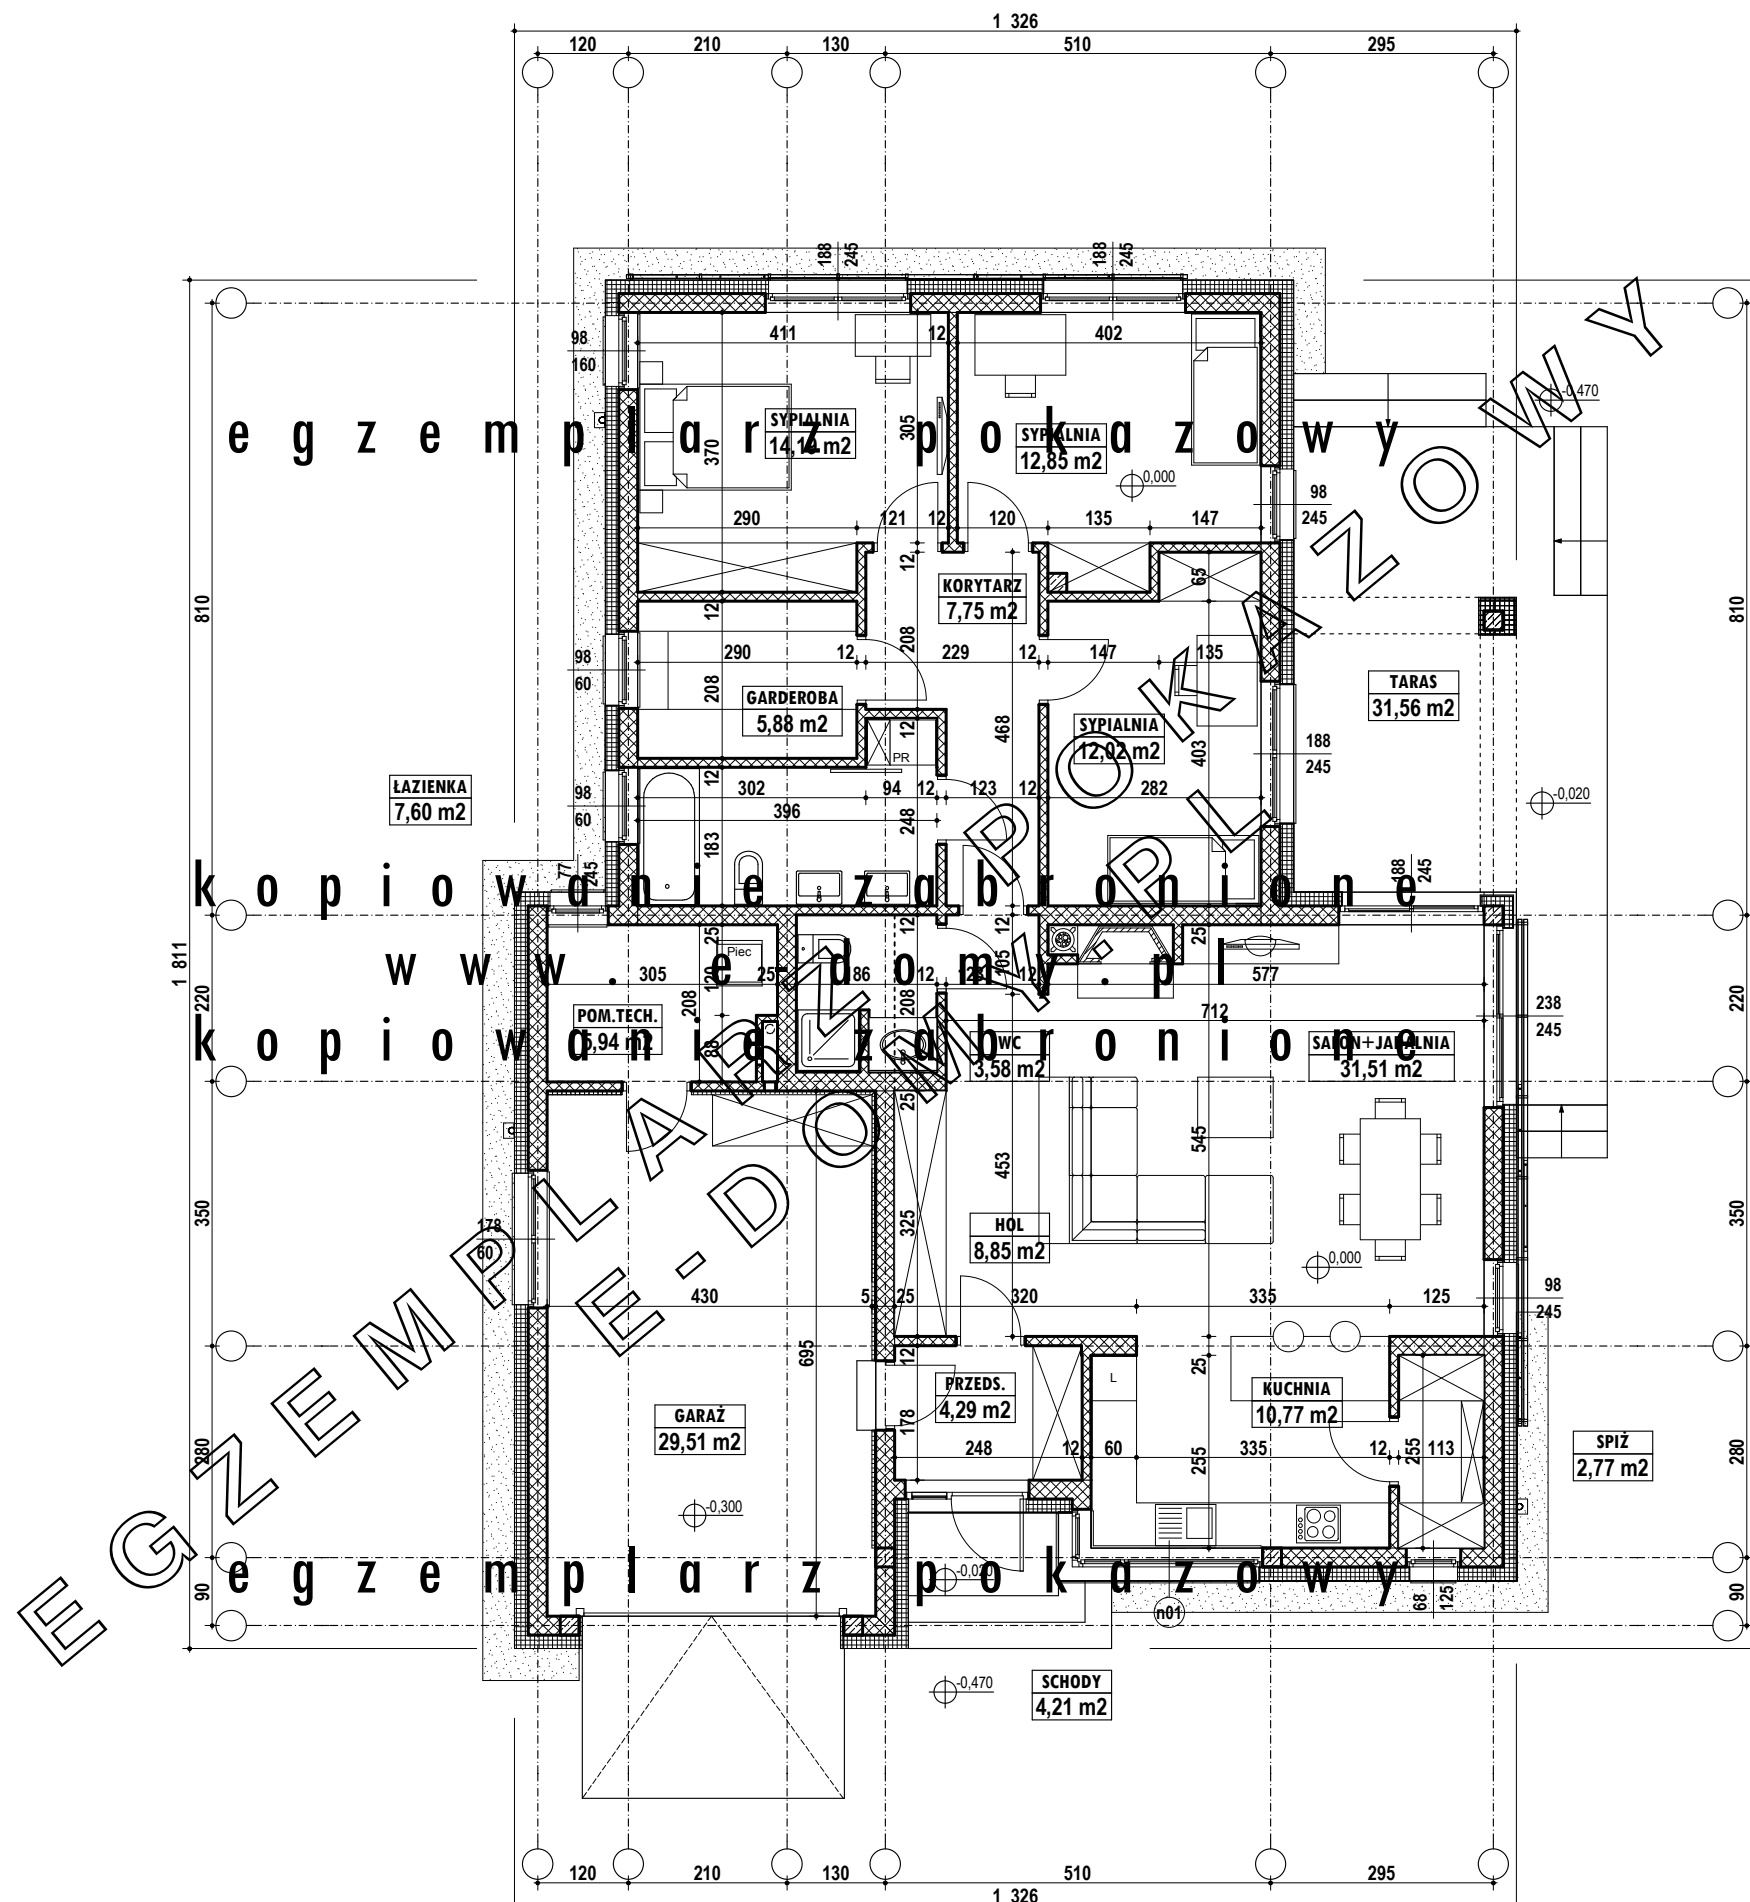 1 326
120 210 130 510 295
188 245 188 245
98 160
411 12 402
-0,470
SYPIALNIA
370 305
SYPIALNIA
12,85 m2
egzemplarz pokazowy
0,000
98 245
290 121 12 120 135 147
12
KORYTARZ
7,75 m2
65
810 12 208 810
290 12 229 12 147 135
98 60
208
GARDEROBA
5,88 m2
TARAS
31,56 m2
SYPIALNIA
12,02 m2
12 468 403
188 245
PR
ŁAZIENKA
7,60 m2
12
98 60
302 94 12 123 12 282
-0,020
396
183 248
77 245 188 245
kopiowanie zabronione
12 12 25 25
Piec
www.e-domy.pl
305 25 186 12 12 577
120 105
1 811
220 208 208 220
712
238 245
POM.TECH.
5,94 m2
WC
3,58 m2
SALON+JADALNIA
31,51 m2
kopiowanie zabronione
88
25
453 545
350 325 350
HOL
8,85 m2
178 60
0,000
98 245
430 5 25 320 335 125
695 12 25
L
PRZEDS.
4,29 m2
KUCHNIA
10,77 m2
GARAŻ
29,51 m2
178
248 12 60 335 12 113
255 255
280 280
SPIŻ
2,77 m2
-0,300
-0,020
egzemplarz pokazowy
90 90
n01
68 125
-0,470
SCHODY
4,21 m2
EGZEMPLARZ POKAZOWY
E-DOMY.PL
120 210 130 510 295
1 326